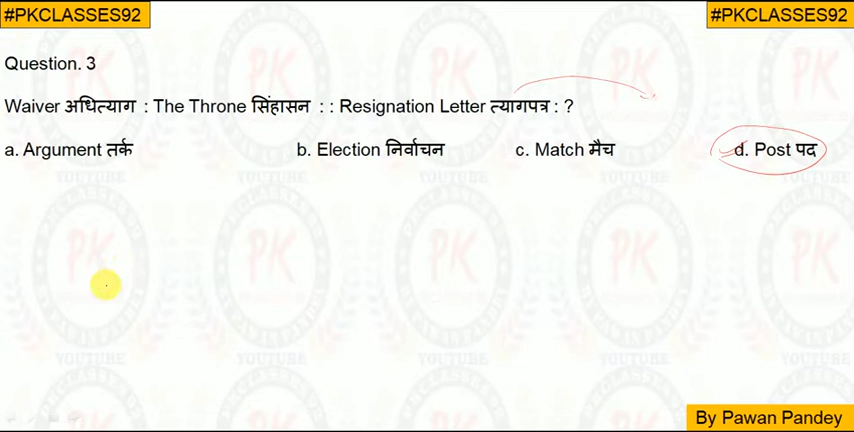 #PKCLASSES92
#PKCLASSES92
Question. 3
Waiver अधित्याग : The Throne सिंहासन : : Resignation Letter त्यागपत्र : ?
a. Argument तर्क b. Election निर्वाचन c. Match मैच d. Post पद
By Pawan Pandey